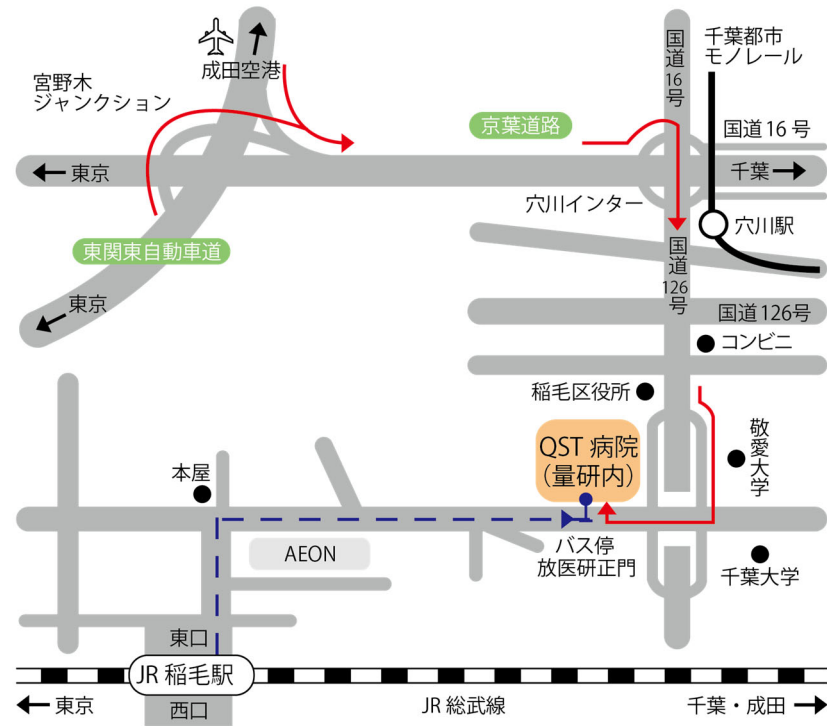 成田空港
宮野木
ジャンクション
国道16号
千葉都市
モノレール
京葉道路
国道16号
東京
千葉
穴川インター
穴川駅
東関東自動車道
国道126号
東京
国道126号
コンビニ
稲毛区役所
敬愛大学
QST 病院
(量研内)
本屋
AEON
バス停
放医研正門
千葉大学
東口
JR 稲毛駅
西口
東京
JR 総武線
千葉・成田